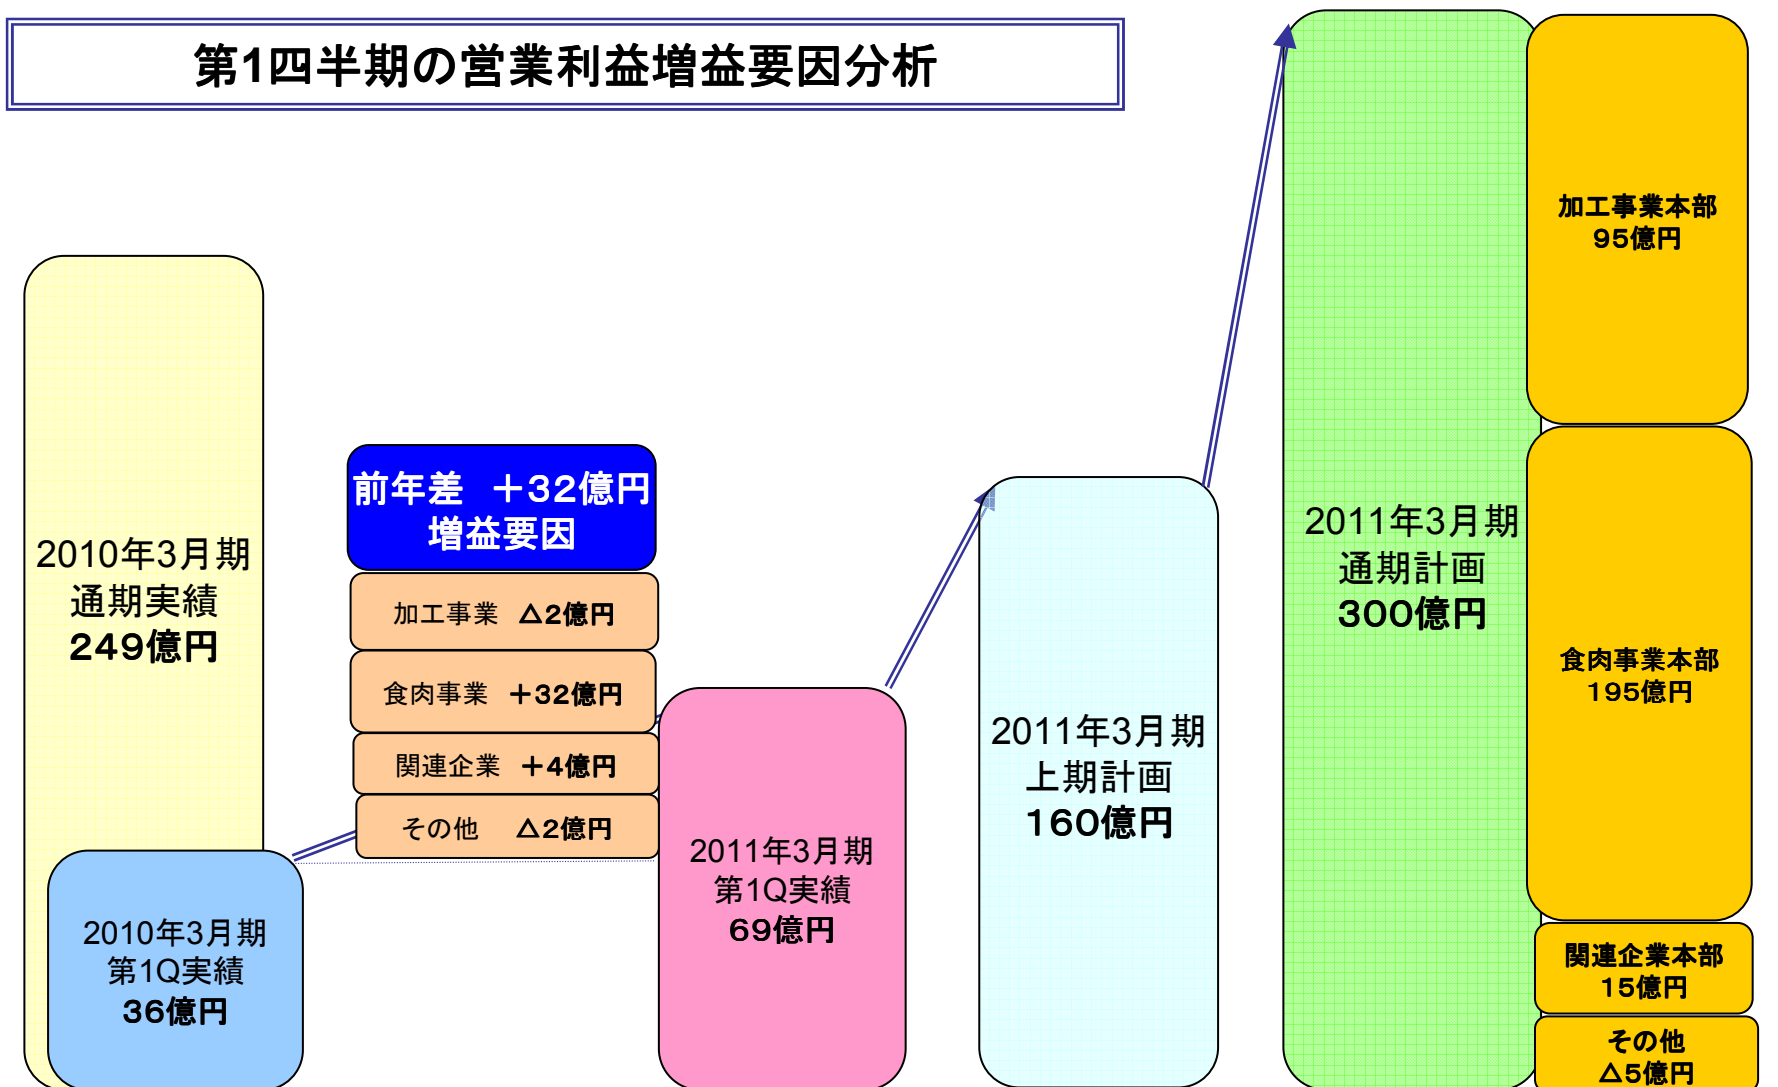 第1四半期の営業利益増益要因分析
2010年3月期
通期実績
249億円
2010年3月期
第1Q実績
36億円
前年差　＋32億円
増益要因
加工事業　△2億円
食肉事業　＋32億円
関連企業　＋4億円
その他　△2億円
2011年3月期
第1Q実績
69億円
2011年3月期
上期計画
160億円
2011年3月期
通期計画
300億円
加工事業本部
95億円
食肉事業本部
195億円
関連企業本部
15億円
その他
△5億円